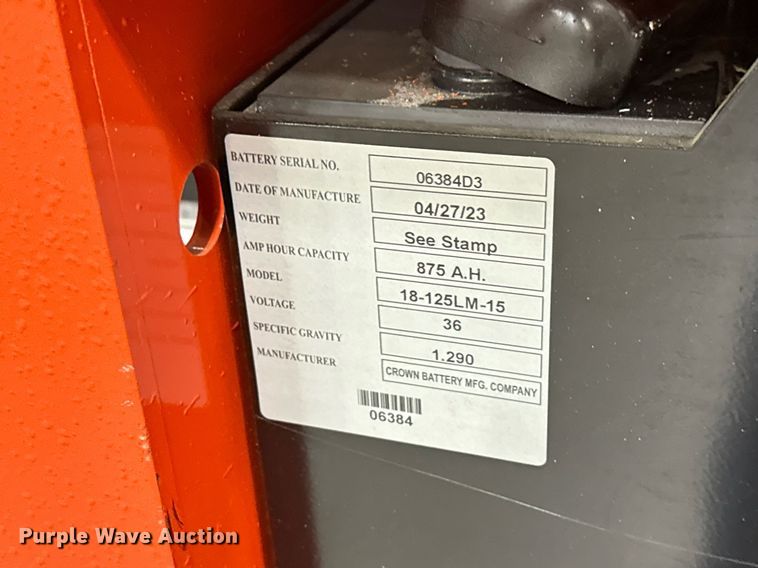 BATTERY SERIAL NO. 06384D3
DATE OF MANUFACTURE 04/27/23
WEIGHT See Stamp
AMP HOUR CAPACITY 875 A.H.
MODEL 18-125LM-15
VOLTAGE 36
SPECIFIC GRAVITY 1.290
MANUFACTURER CROWN BATTERY MFG. COMPANY
06384
Purple Wave Auction